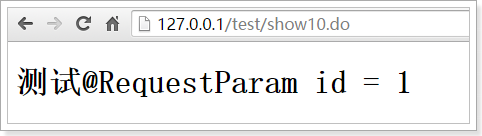 127.0.0.1/test/show10.do
测试@RequestParam id = 1